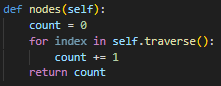 def nodes(self):
    count = 0
    for index in self.traverse():
        count += 1
    return count